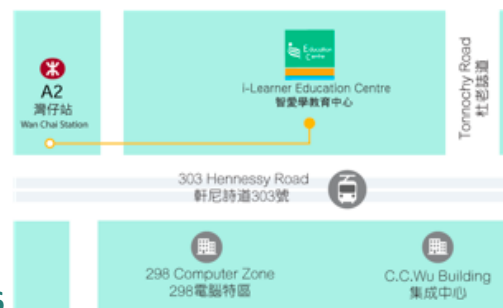 A2
灣仔站
Wan Chai Station
Education
Centre
i-Learner Education Centre
智愛學教育中心
Tonnochy Road
杜老誌道
303 Hennessy Road
軒尼詩道303號
298 Computer Zone
298電腦特區
C.C.Wu Building
集成中心